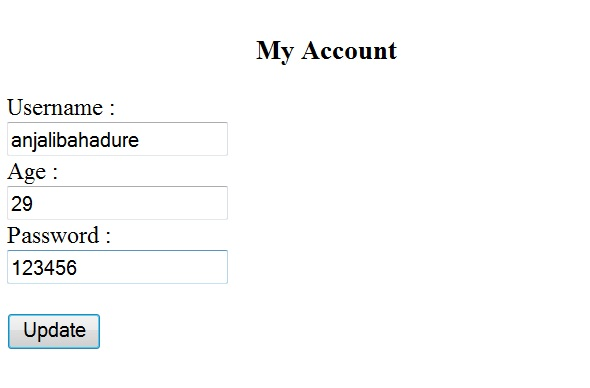 My Account
Username :
anjalibahadure
Age :
29
Password :
123456
Update